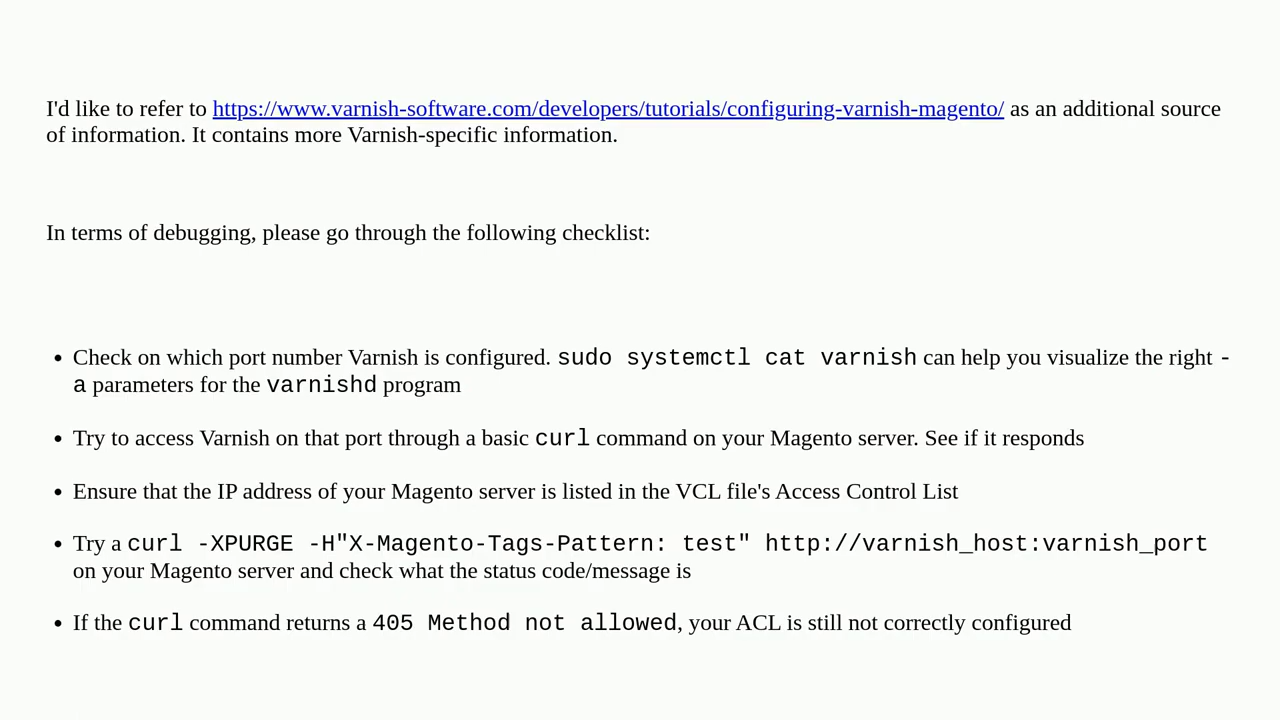 I'd like to refer to https://www.varnish-software.com/developers/tutorials/configuring-varnish-magento/ as an additional source
of information. It contains more Varnish-specific information.
In terms of debugging, please go through the following checklist:
• Check on which port number Varnish is configured. sudo systemctl cat varnish can help you visualize the right -
a parameters for the varnishd program
• Try to access Varnish on that port through a basic curl command on your Magento server. See if it responds
• Ensure that the IP address of your Magento server is listed in the VCL file's Access Control List
• Try a curl -XPURGE -H"X-Magento-Tags-Pattern: test" http://varnish_host:varnish_port
on your Magento server and check what the status code/message is
• If the curl command returns a 405 Method not allowed, your ACL is still not correctly configured